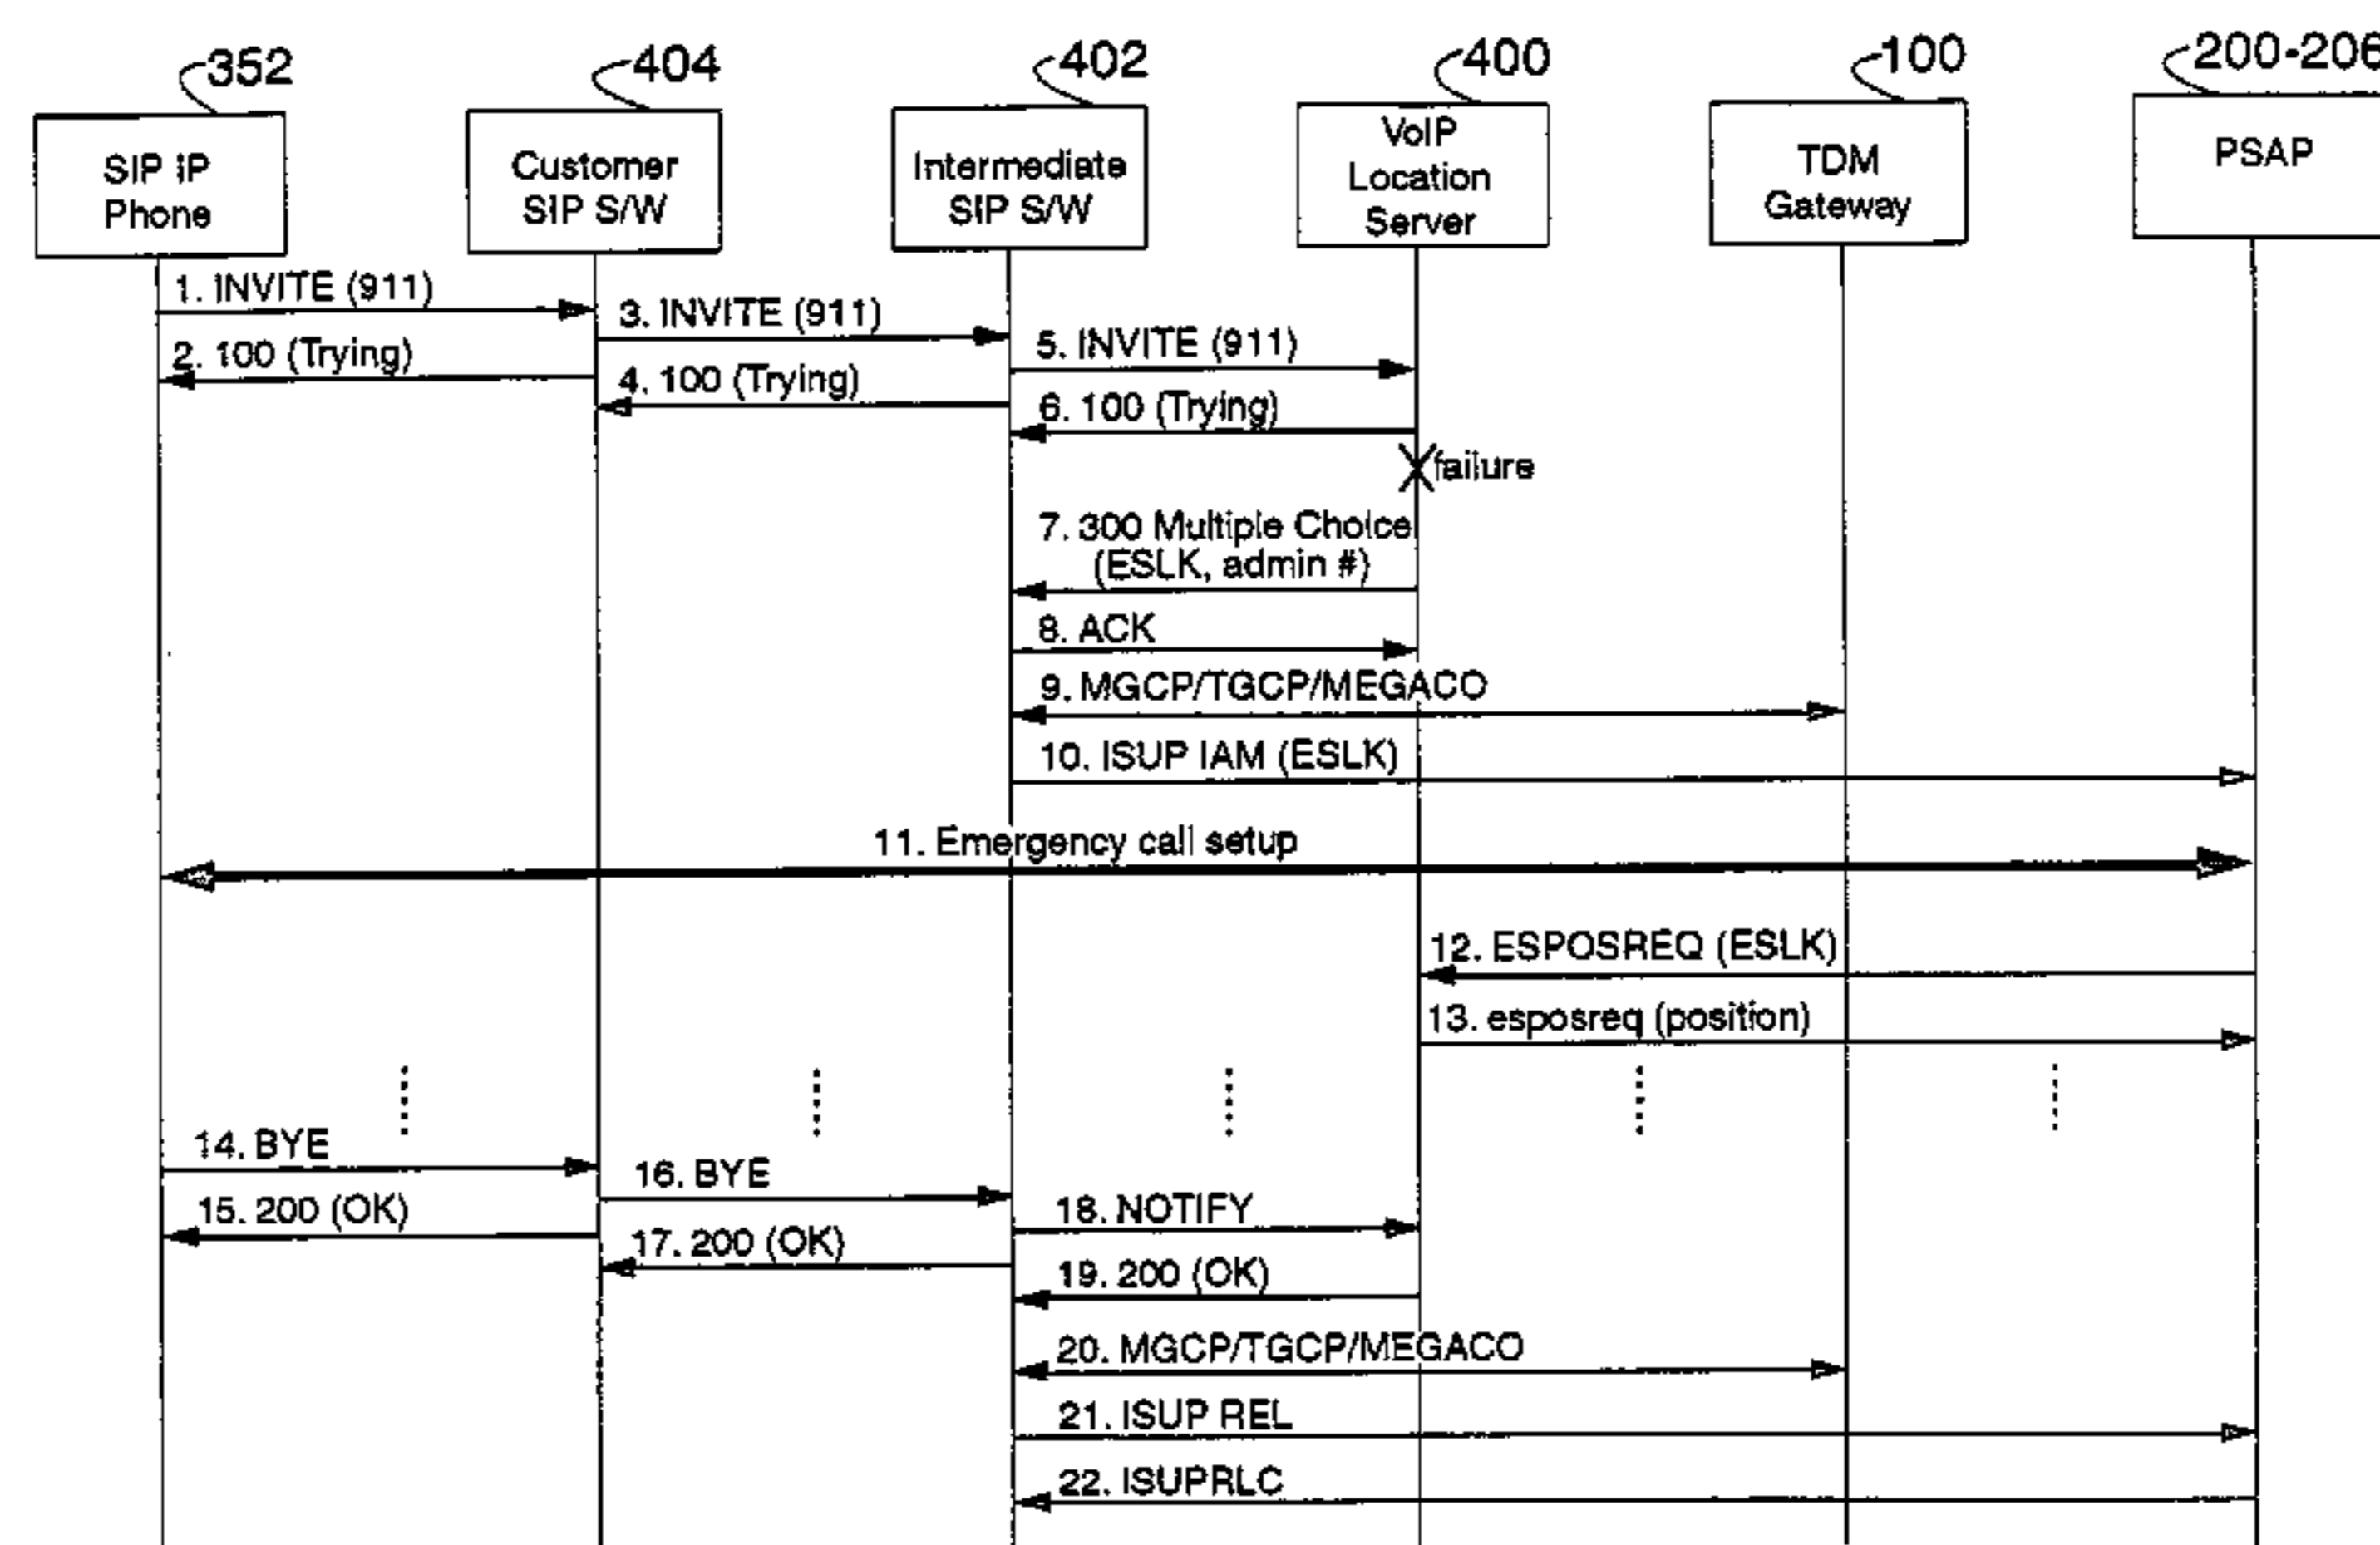 352
404
402
400
100
200-206
SIP IP
Phone
Customer
SIP S/W
Intermediate
SIP S/W
VoIP
Location
Server
TDM
Gateway
PSAP
1. INVITE (911)
3. INVITE (911)
5. INVITE (911)
2. 100 (Trying)
4. 100 (Trying)
6. 100 (Trying)
failure
7. 300 Multiple Choice
(ESLK, admin #)
8. ACK
9. MGCP/TGCP/MEGACO
10. ISUP IAM (ESLK)
11. Emergency call setup
12. ESPOSREQ (ESLK)
13. esposreq (position)
14. BYE
16. BYE
15. 200 (OK)
18. NOTIFY
17. 200 (OK)
19. 200 (OK)
20. MGCP/TGCP/MEGACO
21. ISUP REL
22. ISUPRLC